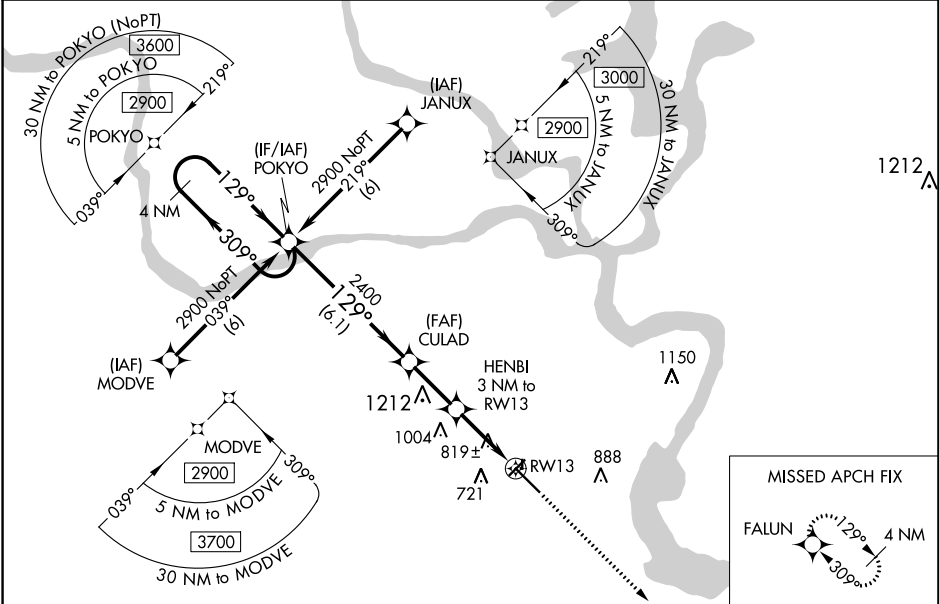 30 NM to POKYO (NoPT)
3600
5 NM to POKYO
2900
219°
POKYO
039°
(IAF)
JANUX
2900 NoPT
219°
(6)
219°
3000
30 NM to JANUX
5 NM to JANUX
2900
JANUX
309°
1212
(IF/IAF)
POKYO
129°
4 NM
309°
2900 NoPT
039°
(6)
(IAF)
MODVE
2400
129°
(6.1)
(FAF)
CULAD
HENBI
3 NM to
RW13
1212
1004
819±
721
RW13
888
1150
MODVE
2900
039°
309°
5 NM to MODVE
3700
30 NM to MODVE
MISSED APCH FIX
FALUN
129°
4 NM
309°